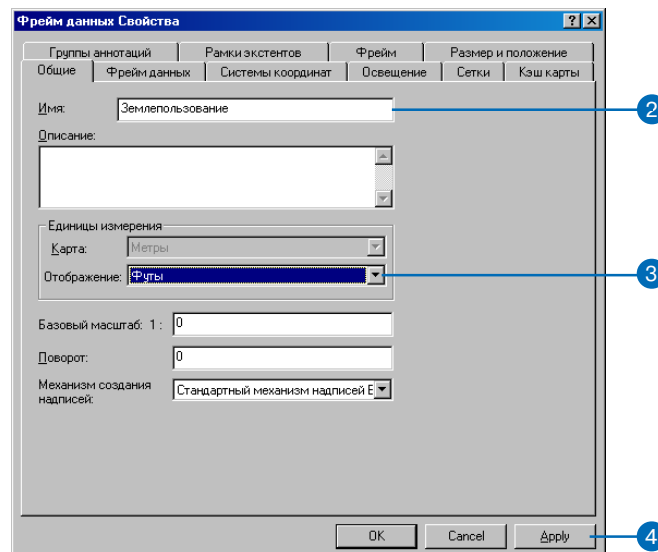 Фрейм данных Свойства
Группы аннотаций Рамки экстентов Фрейм Размер и положение
Общие Фрейм данных Системы координат Освещение Сетки Кэш карты
Имя: Землепользование 2
Описание:
Единицы измерения
Карта: Метры
Отображение: Футы 3
Базовый масштаб: 1 : 0
Поворот: 0
Механизм создания
надписей: Стандартный механизм надписей E
OK Cancel Apply 4